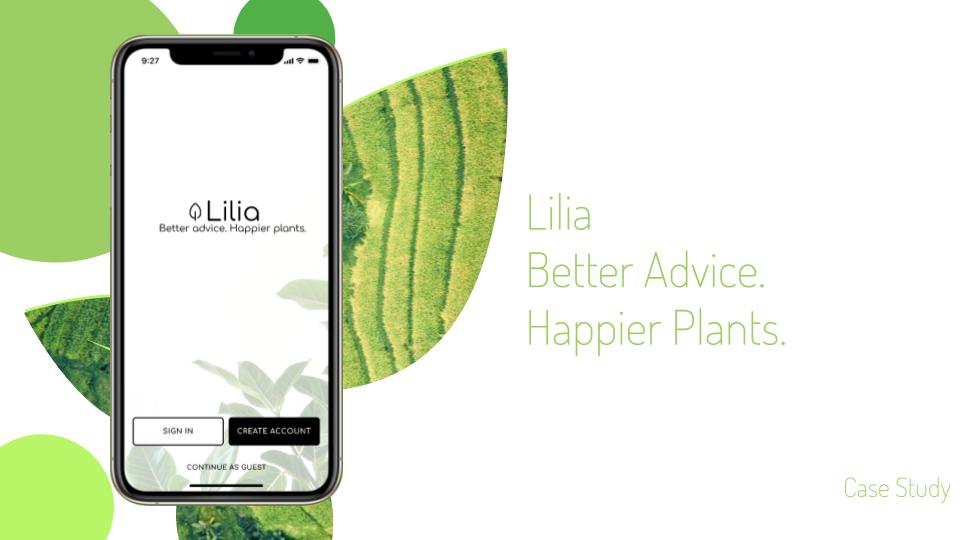 9:27
Lilia
Better advice. Happier plants.
SIGN IN
CREATE ACCOUNT
CONTINUE AS GUEST
Lilia
Better Advice.
Happier Plants.
Case Study